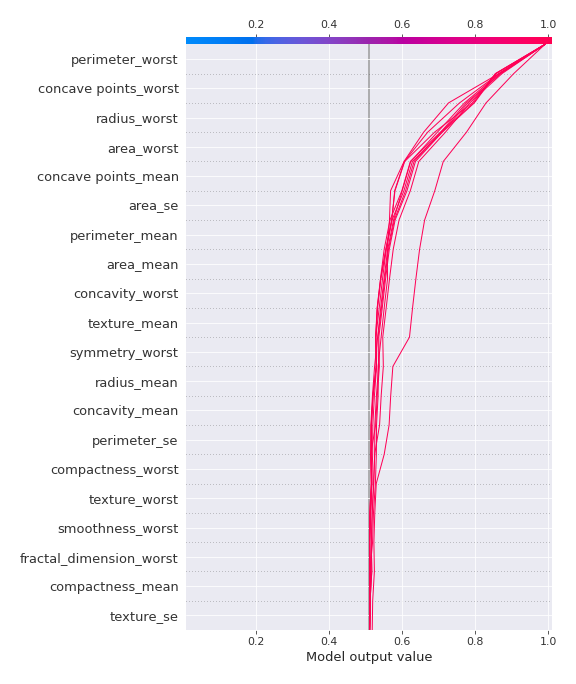 0.2 0.4 0.6 0.8 1.0
perimeter_worst
concave points_worst
radius_worst
area_worst
concave points_mean
area_se
perimeter_mean
area_mean
concavity_worst
texture_mean
symmetry_worst
radius_mean
concavity_mean
perimeter_se
compactness_worst
texture_worst
smoothness_worst
fractal_dimension_worst
compactness_mean
texture_se
0.2 0.4 0.6 0.8 1.0
Model output value